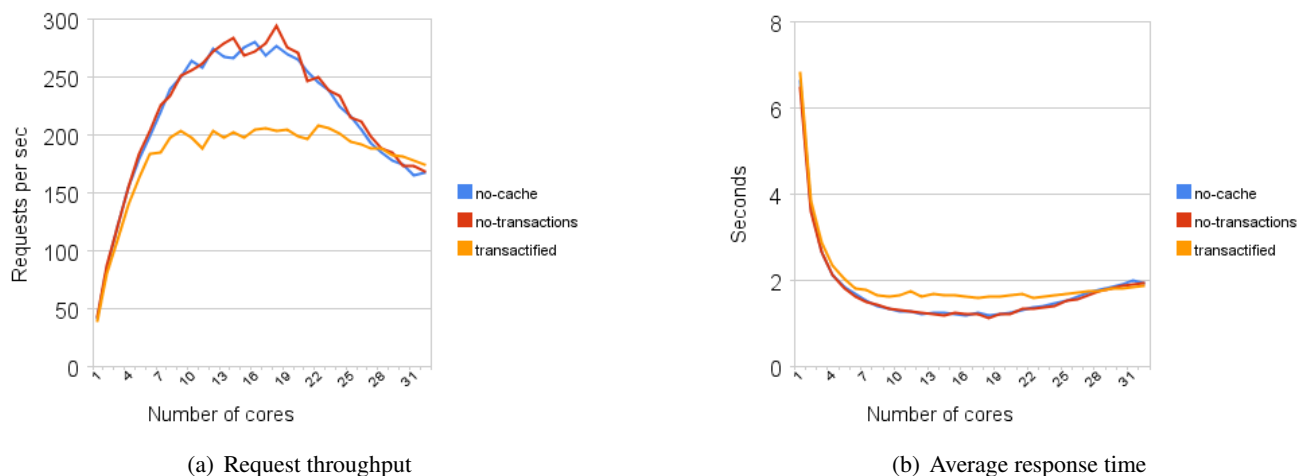 300
250
200
150
100
50
0
Requests per sec
1 4 7 10 13 16 19 22 25 28 31
Number of cores
no-cache
no-transactions
transactified
(a) Request throughput
8
6
4
2
0
Seconds
1 4 7 10 13 16 19 22 25 28 31
Number of cores
no-cache
no-transactions
transactified
(b) Average response time